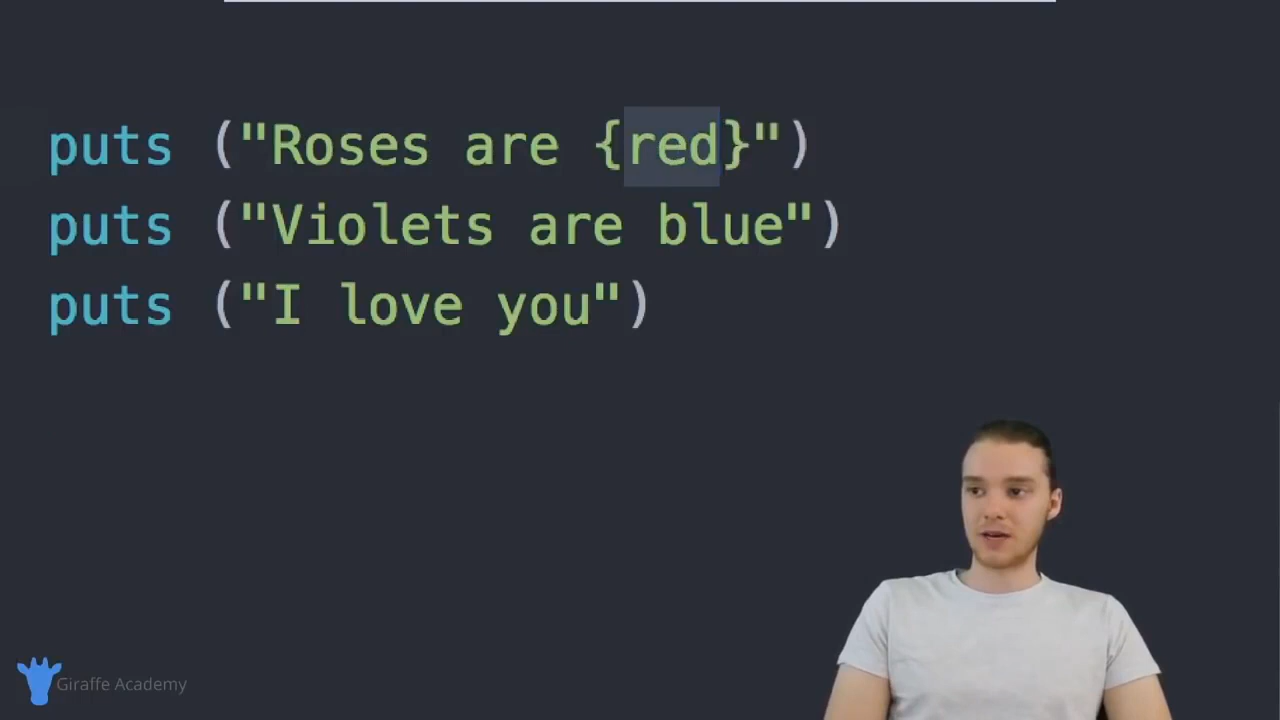 puts ("Roses are {red}")
puts ("Violets are blue")
puts ("I love you")
Giraffe Academy